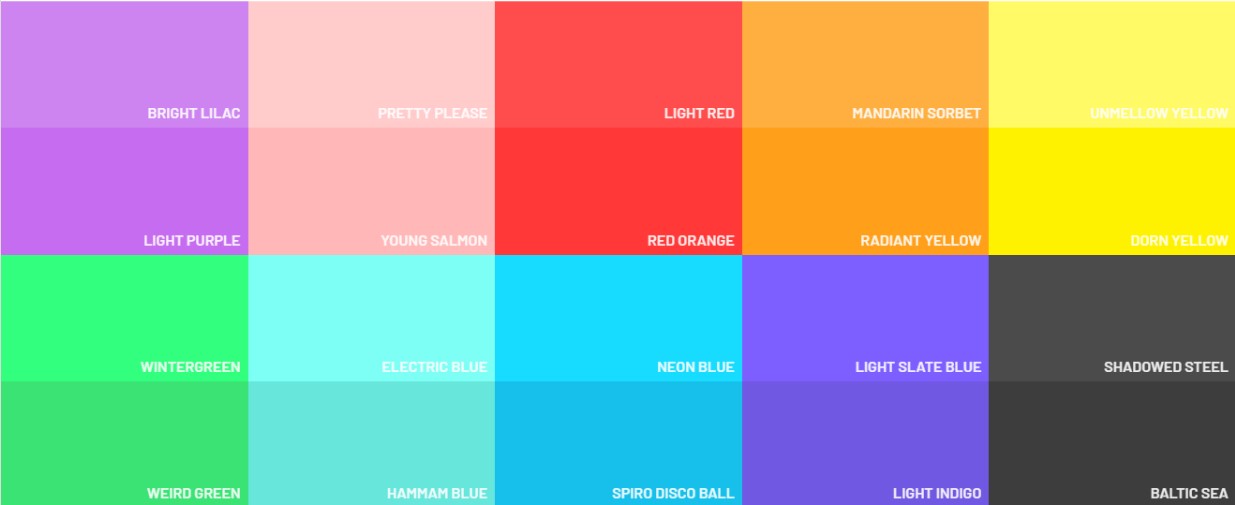 BRIGHT LILAC
PRETTY PLEASE
LIGHT RED
MANDARIN SORBET
UNMELLOW YELLOW
LIGHT PURPLE
YOUNG SALMON
RED ORANGE
RADIANT YELLOW
DORN YELLOW
WINTERGREEN
ELECTRIC BLUE
NEON BLUE
LIGHT SLATE BLUE
SHADOWED STEEL
WEIRD GREEN
HAMMAM BLUE
SPIRO DISCO BALL
LIGHT INDIGO
BALTIC SEA